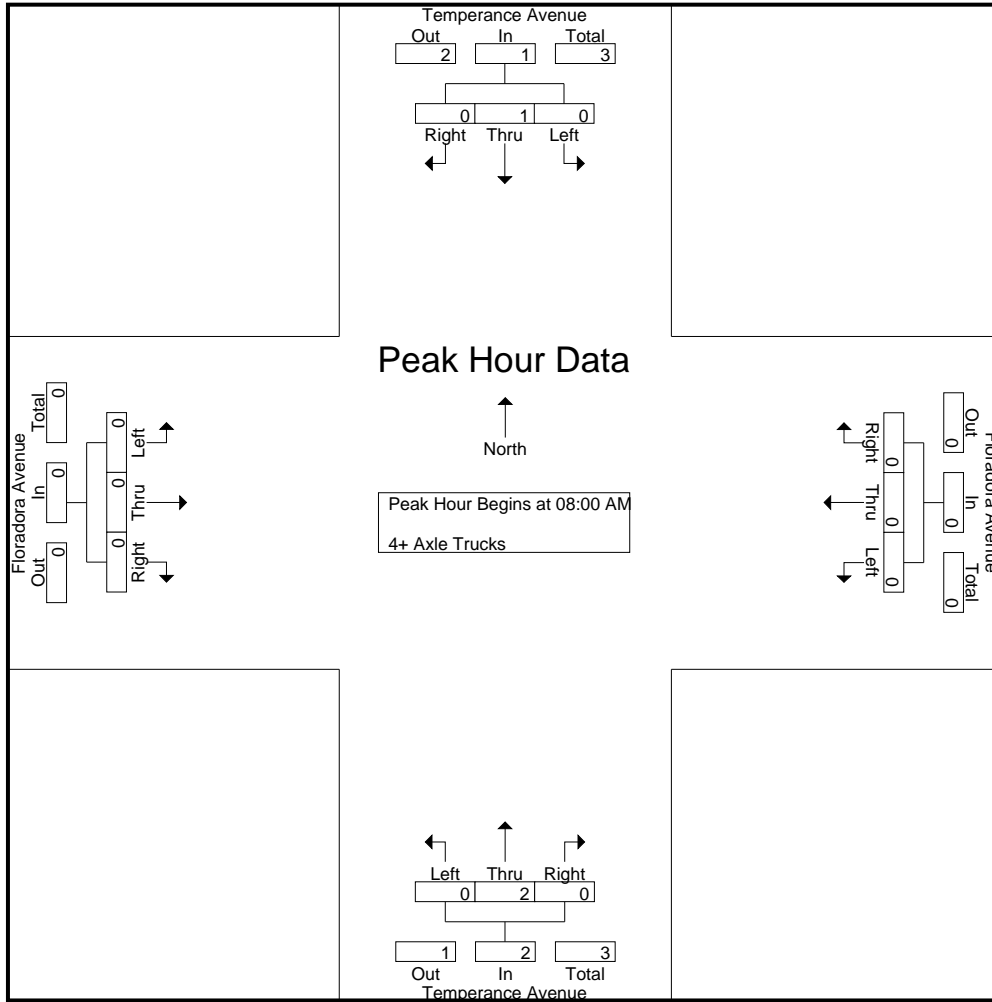 Temperance Avenue
Out In Total
2 1 3
0 1 0
Right Thru Left
Peak Hour Data
North
Peak Hour Begins at 08:00 AM
4+ Axle Trucks
Floradora Avenue
Out In Total
0 0 0
0 0 0
Right Thru Left
Floradora Avenue
Out In Total
0 0 0
0 0 0
Right Thru Left
Left Thru Right
0 2 0
1 2 3
Out In Total
Temperance Avenue